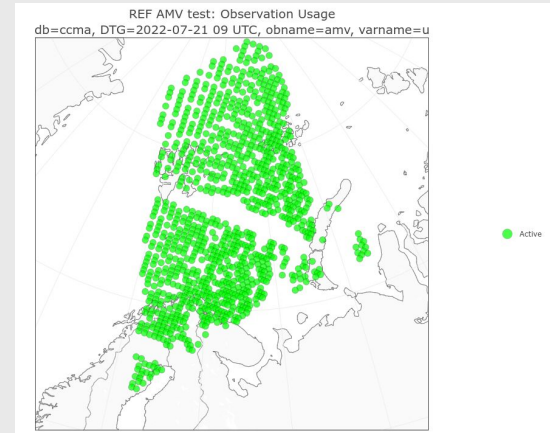 REF AMV test: Observation Usage
db=ccma, DTG=2022-07-21 09 UTC, obname=amv, varname=u
Active